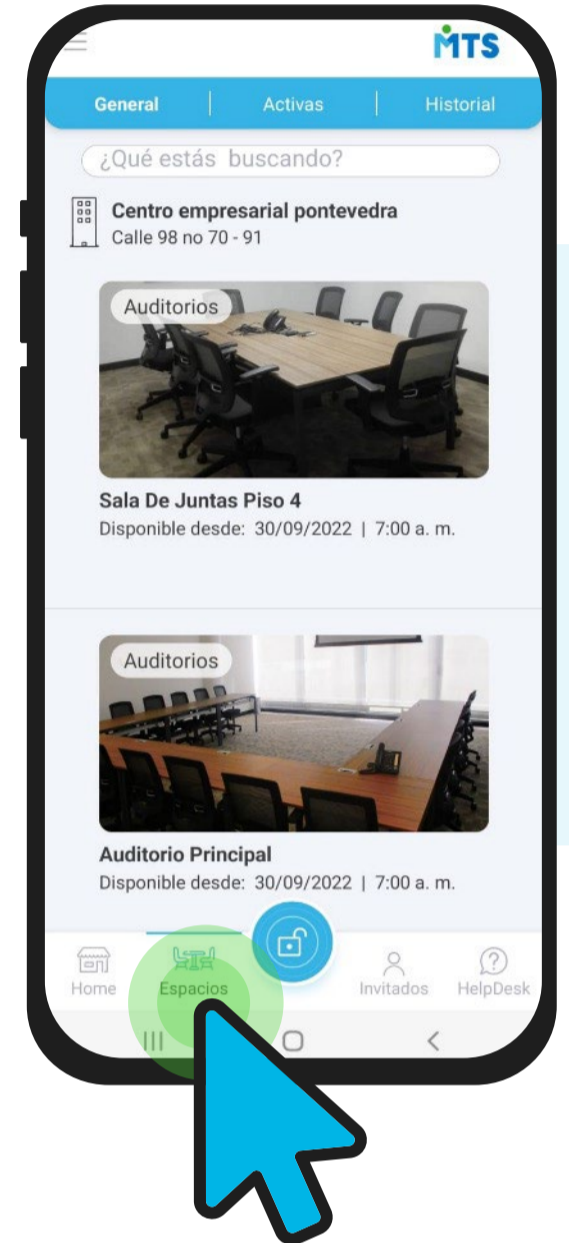 MTS
General
Activas
Historial
¿Qué estás buscando?
Centro empresarial pontevedra
Calle 98 no 70 - 91
Auditorios
Sala De Juntas Piso 4
Disponible desde: 30/09/2022 | 7:00 a. m.
Auditorios
Auditorio Principal
Disponible desde: 30/09/2022 | 7:00 a. m.
Home
Espacios
Invitados
HelpDesk